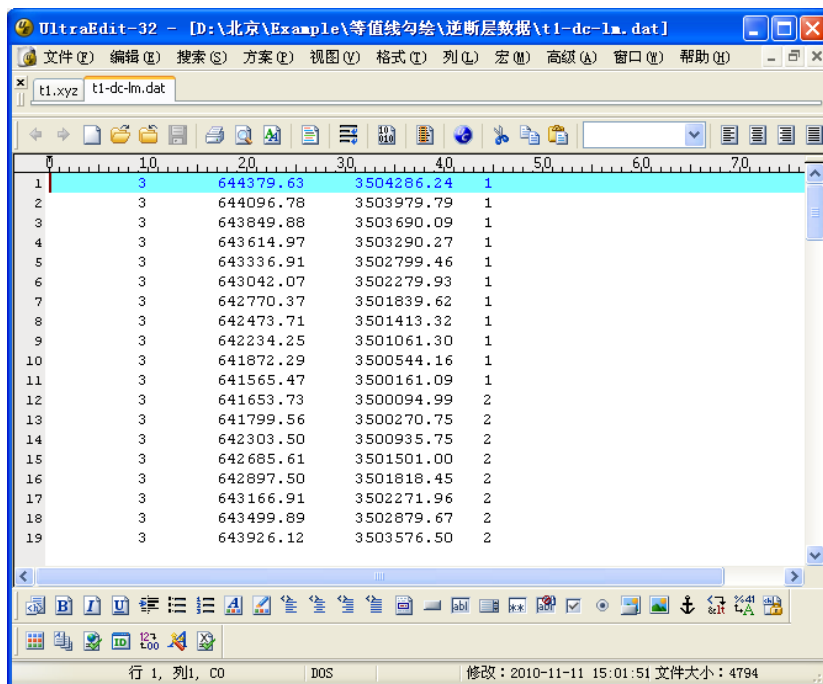 UltraEdit-32 - [D:\北京\Example\等值线勾绘\逆断层数据\t1-dc-lm.dat]
文件(F) 编辑(E) 搜索(S) 方案(P) 视图(V) 格式(T) 列(L) 宏(M) 高级(A) 窗口(W) 帮助(H)
t1.xyz t1-dc-lm.dat
0 10 20 30 40 50 60 70
1 3 644379.63 3504286.24 1
2 3 644096.78 3503979.79 1
3 3 643849.88 3503690.09 1
4 3 643614.97 3503290.27 1
5 3 643336.91 3502799.46 1
6 3 643042.07 3502279.93 1
7 3 642770.37 3501839.62 1
8 3 642473.71 3501413.32 1
9 3 642234.25 3501061.30 1
10 3 641872.29 3500544.16 1
11 3 641565.47 3500161.09 1
12 3 641653.73 3500094.99 2
13 3 641799.56 3500270.75 2
14 3 642303.50 3500935.75 2
15 3 642685.61 3501501.00 2
16 3 642897.50 3501818.45 2
17 3 643166.91 3502271.96 2
18 3 643499.89 3502879.67 2
19 3 643926.12 3503576.50 2
行 1, 列1, C0 DOS 修改：2010-11-11 15:01:51 文件大小：4794